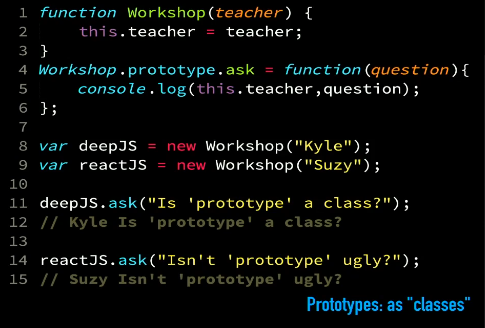 1 function Workshop(teacher) {
2     this.teacher = teacher;
3 }
4 Workshop.prototype.ask = function(question){
5     console.log(this.teacher,question);
6 };
7
8 var deepJS = new Workshop("Kyle");
9 var reactJS = new Workshop("Suzy");
10
11 deepJS.ask("Is 'prototype' a class?");
12 // Kyle Is 'prototype' a class?
13
14 reactJS.ask("Isn't 'prototype' ugly?");
15 // Suzy Isn't 'prototype' ugly?
Prototypes: as "classes"